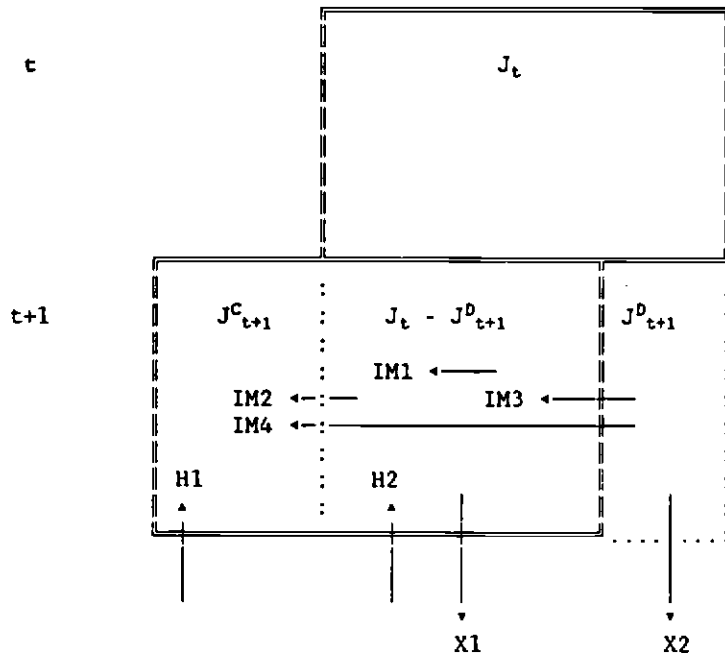 t J_t
t+1 J^C_{t+1} J_t - J^D_{t+1} J^D_{t+1}
IM1
IM2 IM3
IM4
H1 H2
X1 X2